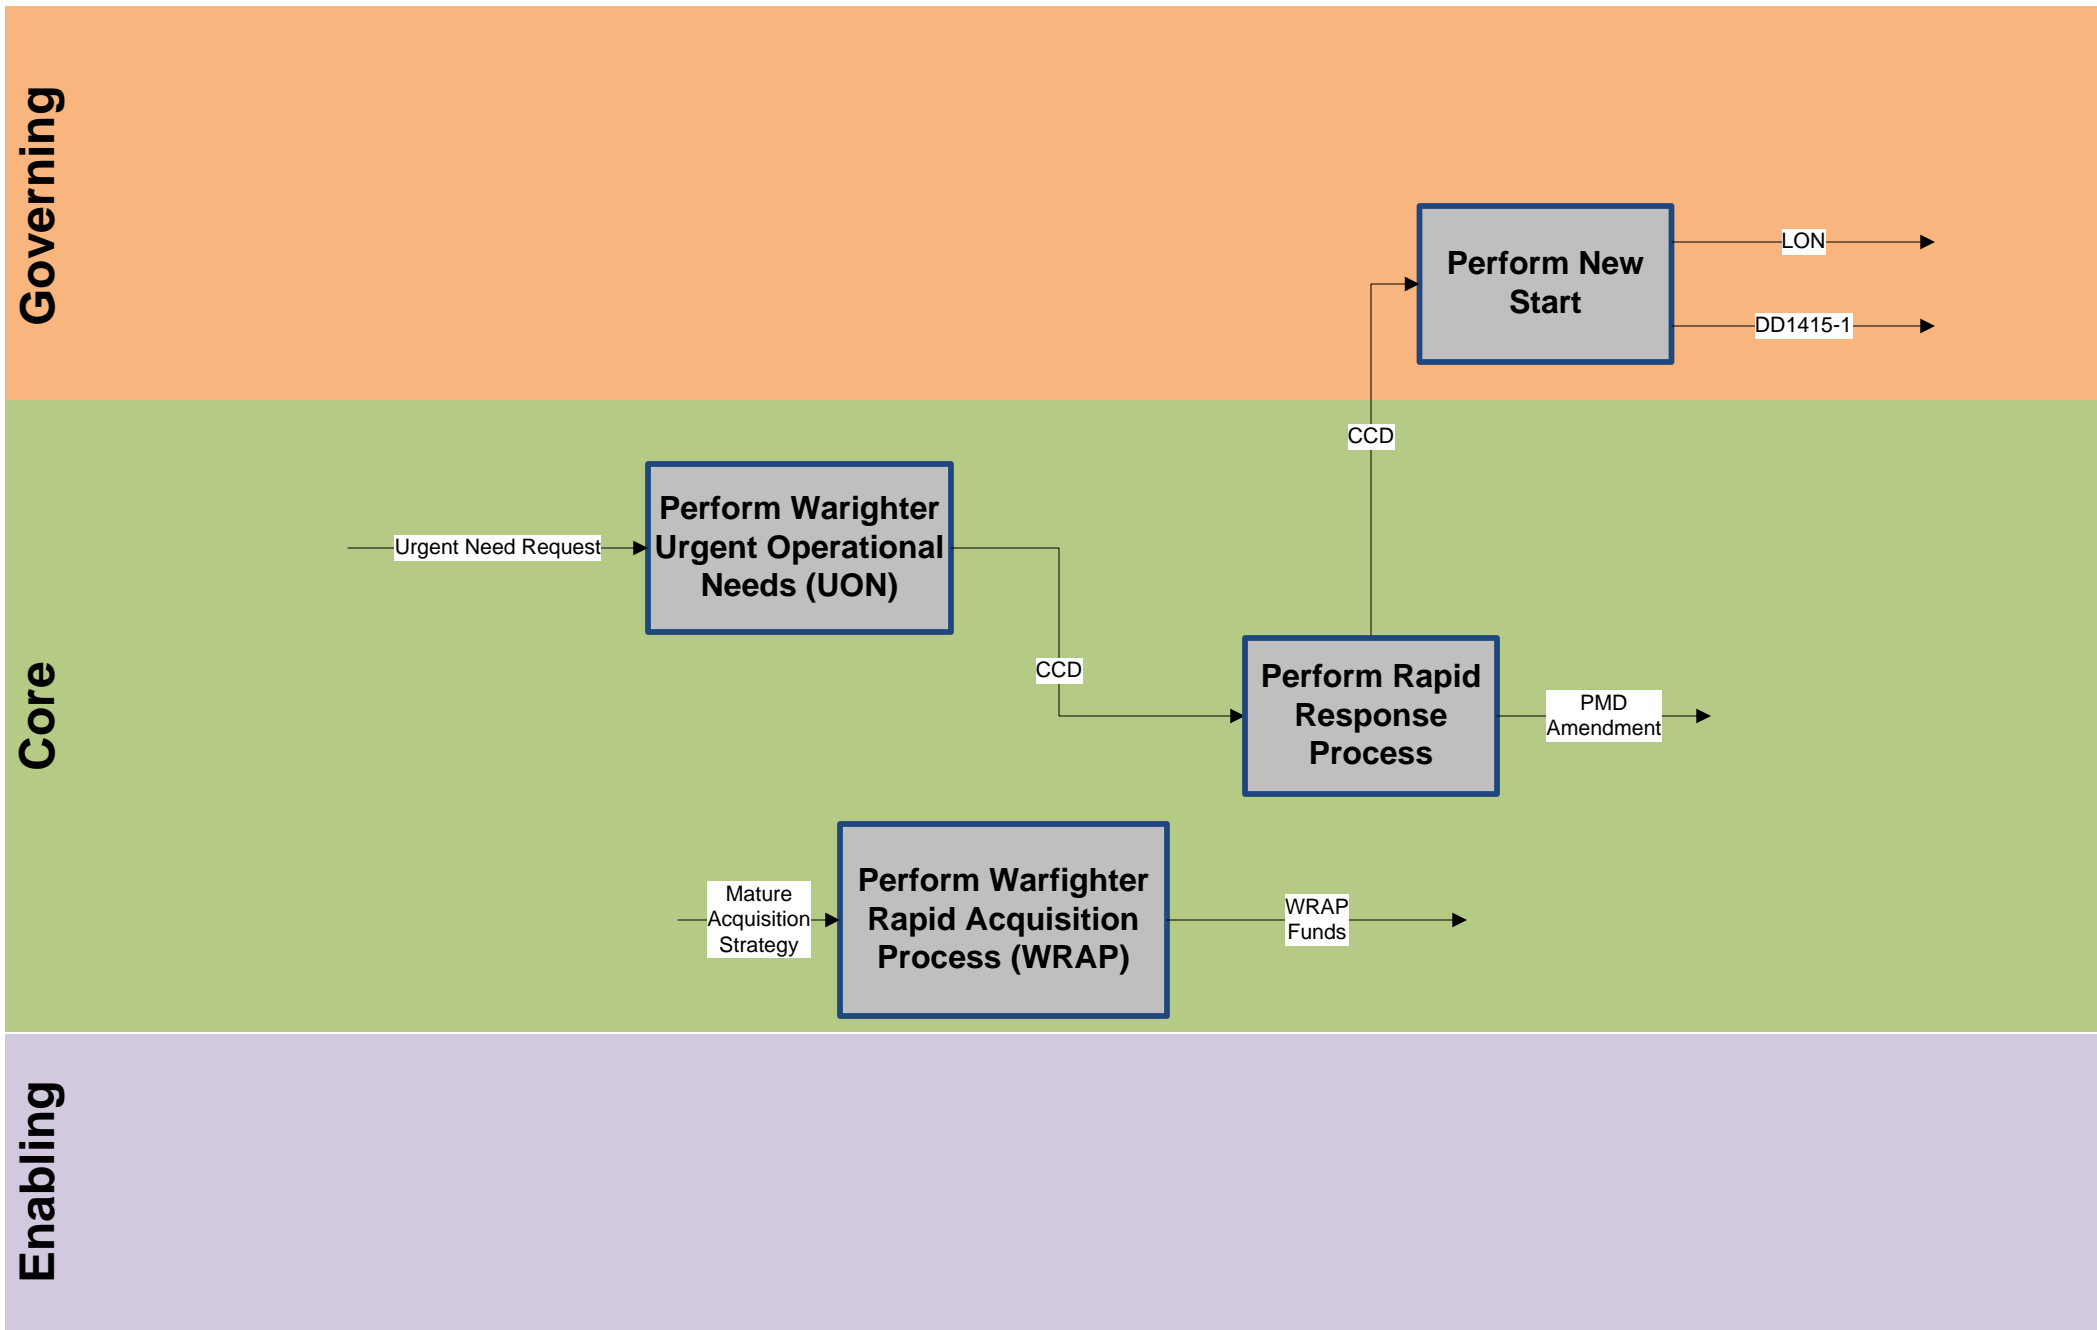 Governing
Perform New
Start
LON
DD1415-1
CCD
Core
Urgent Need Request
Perform Warighter
Urgent Operational
Needs (UON)
CCD
Perform Rapid
Response
Process
PMD
Amendment
Mature
Acquisition
Strategy
Perform Warfighter
Rapid Acquisition
Process (WRAP)
WRAP
Funds
Enabling